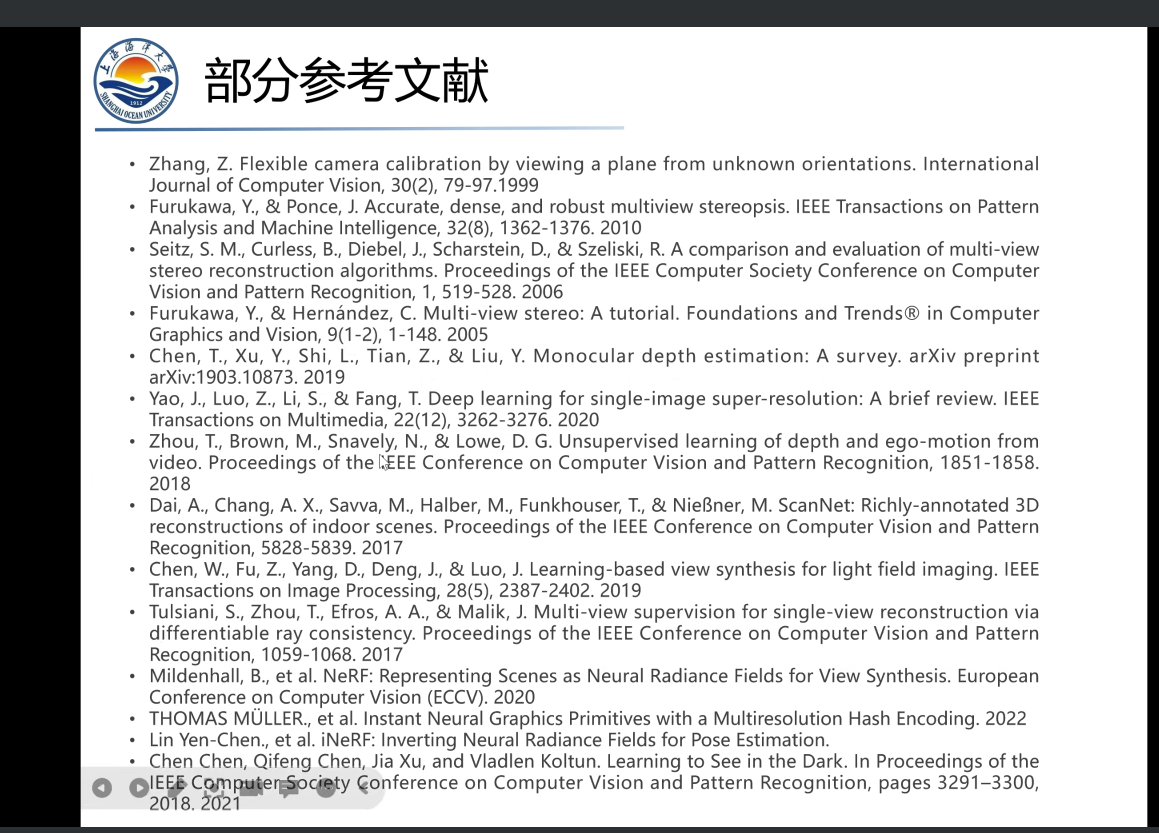 上海海洋大学
SHANGHAI OCEAN UNIVERSITY
1912
部分参考文献
• Zhang, Z. Flexible camera calibration by viewing a plane from unknown orientations. International
Journal of Computer Vision, 30(2), 79-97.1999
• Furukawa, Y., & Ponce, J. Accurate, dense, and robust multiview stereopsis. IEEE Transactions on Pattern
Analysis and Machine Intelligence, 32(8), 1362-1376. 2010
• Seitz, S. M., Curless, B., Diebel, J., Scharstein, D., & Szeliski, R. A comparison and evaluation of multi-view
stereo reconstruction algorithms. Proceedings of the IEEE Computer Society Conference on Computer
Vision and Pattern Recognition, 1, 519-528. 2006
• Furukawa, Y., & Hernández, C. Multi-view stereo: A tutorial. Foundations and Trends® in Computer
Graphics and Vision, 9(1-2), 1-148. 2005
• Chen, T., Xu, Y., Shi, L., Tian, Z., & Liu, Y. Monocular depth estimation: A survey. arXiv preprint
arXiv:1903.10873. 2019
• Yao, J., Luo, Z., Li, S., & Fang, T. Deep learning for single-image super-resolution: A brief review. IEEE
Transactions on Multimedia, 22(12), 3262-3276. 2020
• Zhou, T., Brown, M., Snavely, N., & Lowe, D. G. Unsupervised learning of depth and ego-motion from
video. Proceedings of the IEEE Conference on Computer Vision and Pattern Recognition, 1851-1858.
2018
• Dai, A., Chang, A. X., Savva, M., Halber, M., Funkhouser, T., & Nießner, M. ScanNet: Richly-annotated 3D
reconstructions of indoor scenes. Proceedings of the IEEE Conference on Computer Vision and Pattern
Recognition, 5828-5839. 2017
• Chen, W., Fu, Z., Yang, D., Deng, J., & Luo, J. Learning-based view synthesis for light field imaging. IEEE
Transactions on Image Processing, 28(5), 2387-2402. 2019
• Tulsiani, S., Zhou, T., Efros, A. A., & Malik, J. Multi-view supervision for single-view reconstruction via
differentiable ray consistency. Proceedings of the IEEE Conference on Computer Vision and Pattern
Recognition, 1059-1068. 2017
• Mildenhall, B., et al. NeRF: Representing Scenes as Neural Radiance Fields for View Synthesis. European
Conference on Computer Vision (ECCV). 2020
• THOMAS MÜLLER., et al. Instant Neural Graphics Primitives with a Multiresolution Hash Encoding. 2022
• Lin Yen-Chen., et al. iNeRF: Inverting Neural Radiance Fields for Pose Estimation.
• Chen Chen, Qifeng Chen, Jia Xu, and Vladlen Koltun. Learning to See in the Dark. In Proceedings of the
IEEE Computer Society Conference on Computer Vision and Pattern Recognition, pages 3291–3300,
2018. 2021